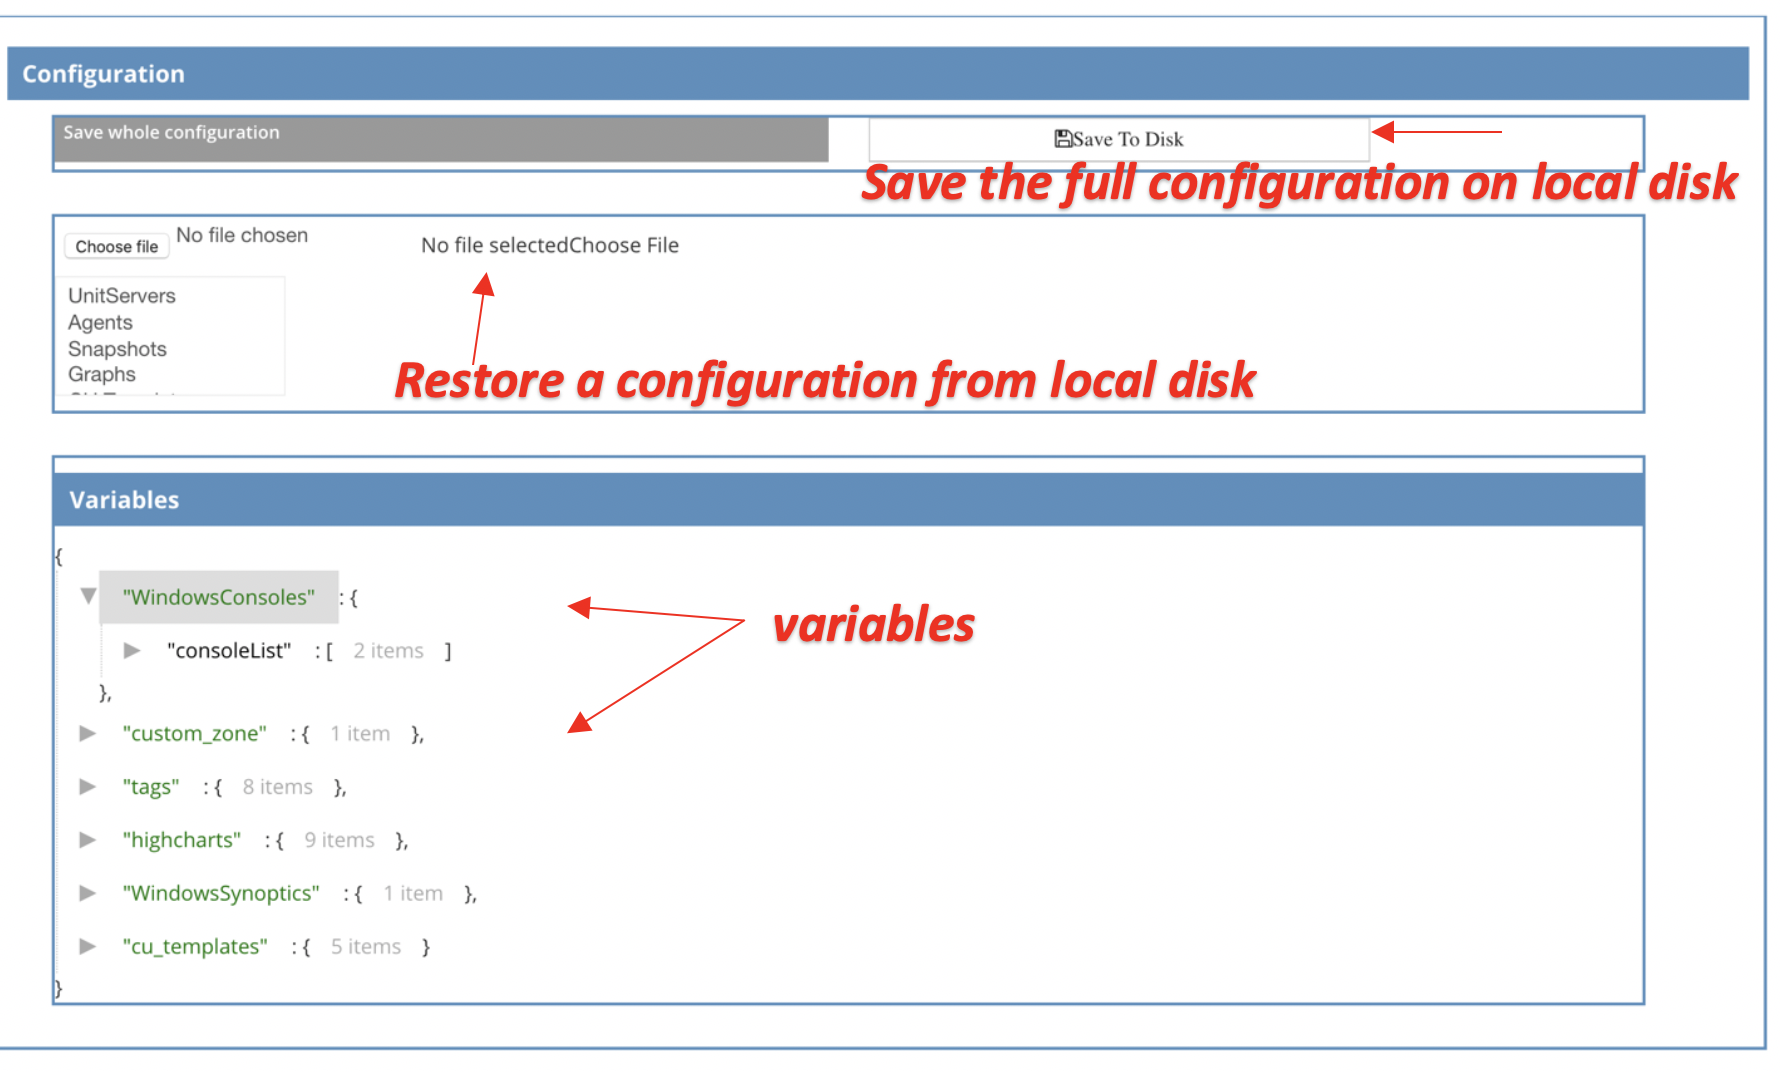 Configuration
Save whole configuration
Save To Disk
Save the full configuration on local disk
Choose file No file chosen
No file selectedChoose File
UnitServers
Agents
Snapshots
Graphs
Restore a configuration from local disk
Variables
{
"WindowsConsoles" : {
"consoleList" : [ 2 items ]
},
variables
"custom_zone" : { 1 item },
"tags" : { 8 items },
"highcharts" : { 9 items },
"WindowsSynoptics" : { 1 item },
"cu_templates" : { 5 items }
}